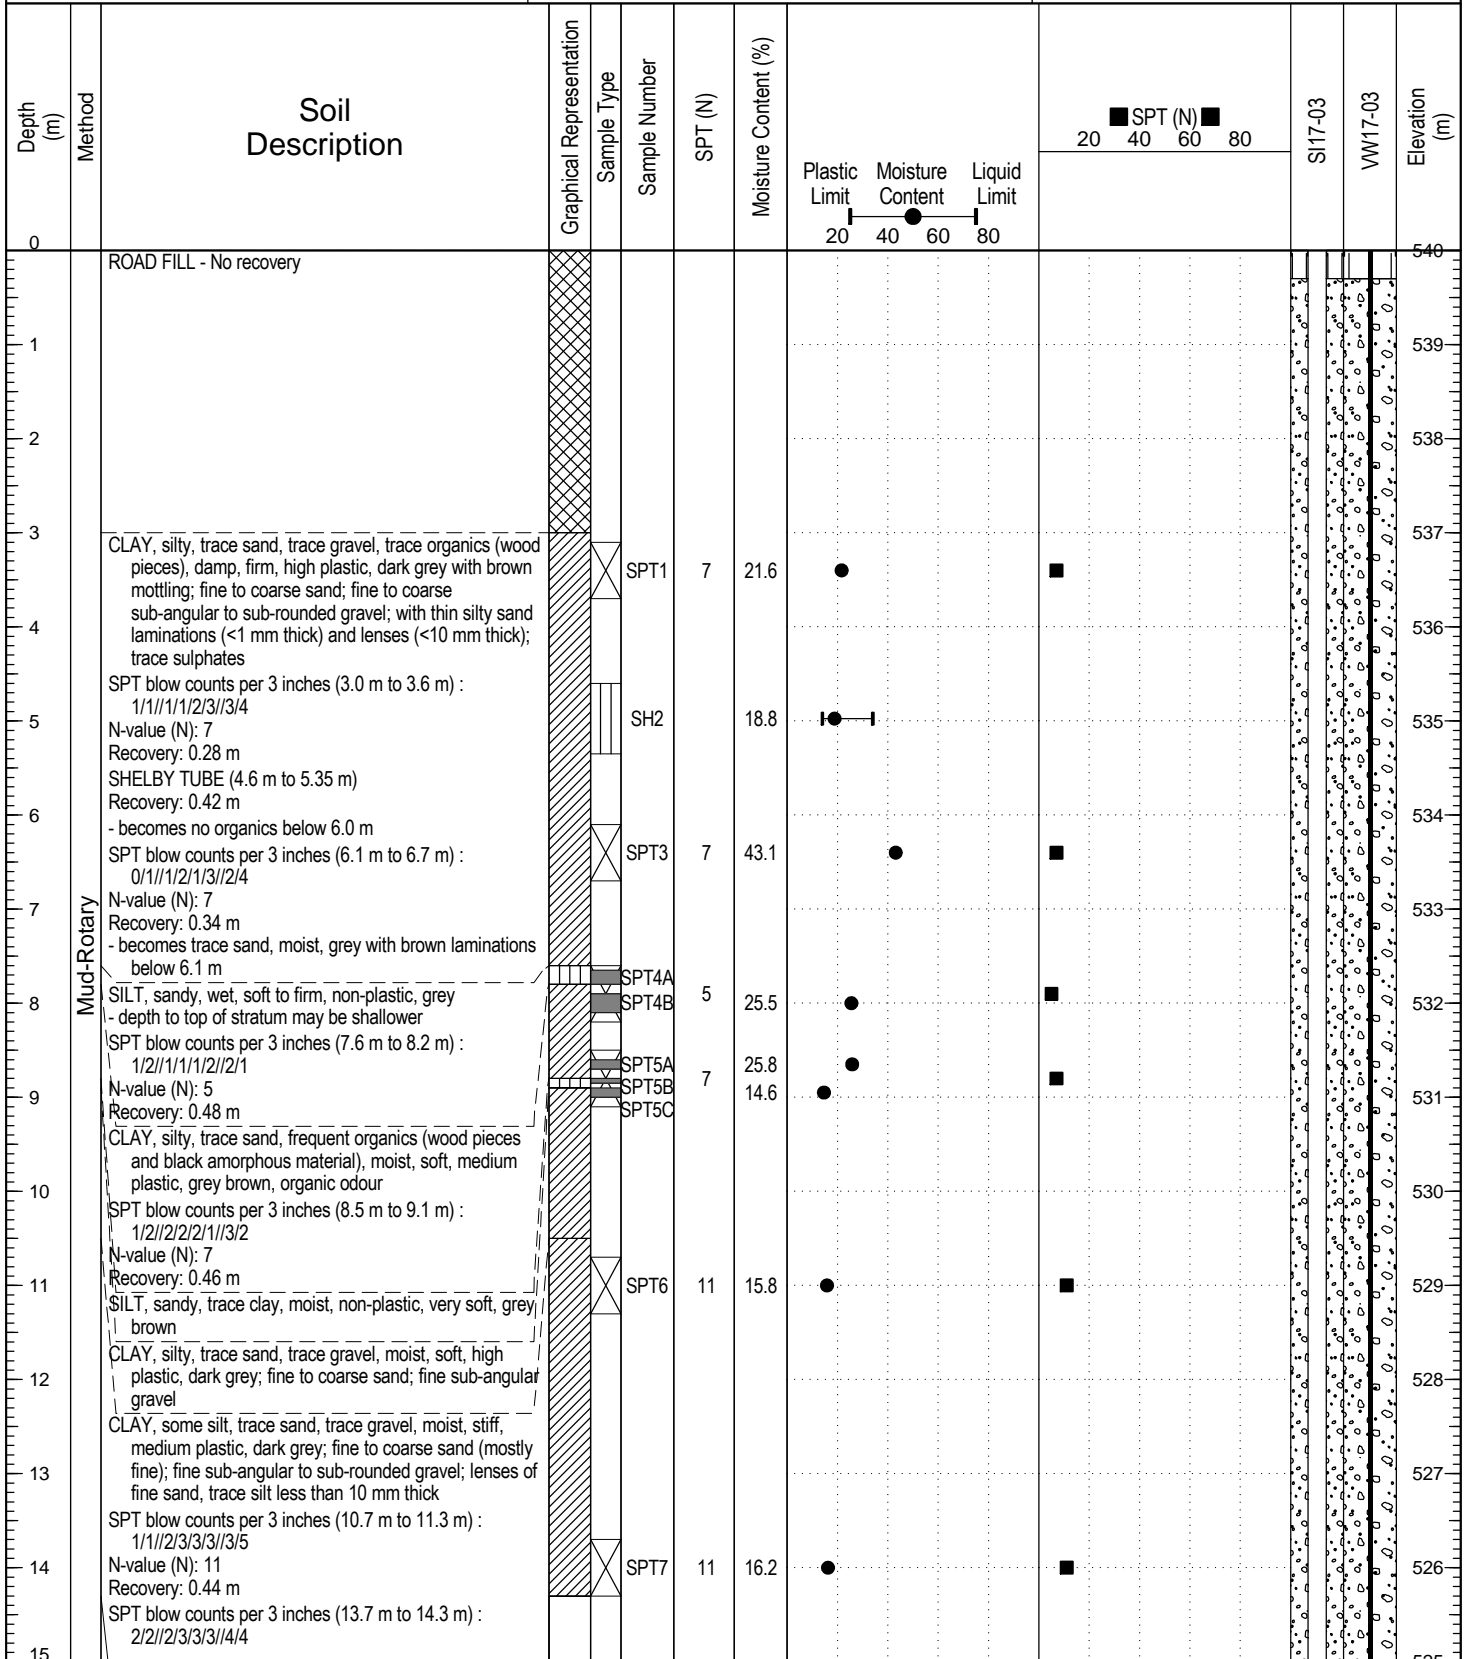 Depth
(m)
Method
Soil
Description
Graphical Representation
Sample Type
Sample Number
SPT (N)
Moisture Content (%)
Plastic Moisture Liquid
Limit Content Limit
20 40 60 80
SPT (N)
20 40 60 80
SI17-03
VW17-03
Elevation
(m)
0
540
ROAD FILL - No recovery
1
539
2
538
3
537
CLAY, silty, trace sand, trace gravel, trace organics (wood
pieces), damp, firm, high plastic, dark grey with brown
mottling; fine to coarse sand; fine to coarse
sub-angular to sub-rounded gravel; with thin silty sand
laminations (<1 mm thick) and lenses (<10 mm thick);
trace sulphates
SPT1 7 21.6
4
536
SPT blow counts per 3 inches (3.0 m to 3.6 m) :
1/1//1/1/2/3//3/4
N-value (N): 7
Recovery: 0.28 m
SH2 18.8
5
535
SHELBY TUBE (4.6 m to 5.35 m)
Recovery: 0.42 m
6
534
- becomes no organics below 6.0 m
SPT blow counts per 3 inches (6.1 m to 6.7 m) :
0/1//1/2/1/3//2/4
N-value (N): 7
Recovery: 0.34 m
SPT3 7 43.1
7
533
- becomes trace sand, moist, grey with brown laminations
below 6.1 m
Mud-Rotary
SILT, sandy, wet, soft to firm, non-plastic, grey
- depth to top of stratum may be shallower
SPT4A
5
SPT4B 25.5
8
532
SPT blow counts per 3 inches (7.6 m to 8.2 m) :
1/2//1/1/1/2//2/1
N-value (N): 5
Recovery: 0.48 m
SPT5A 25.8
7
SPT5B 14.6
SPT5C
9
531
CLAY, silty, trace sand, frequent organics (wood pieces
and black amorphous material), moist, soft, medium
plastic, grey brown, organic odour
10
530
SPT blow counts per 3 inches (8.5 m to 9.1 m) :
1/2//2/2/2/1//3/2
N-value (N): 7
Recovery: 0.46 m
SPT6 11 15.8
11
529
SILT, sandy, trace clay, moist, non-plastic, very soft, grey
brown
CLAY, silty, trace sand, trace gravel, moist, soft, high
plastic, dark grey; fine to coarse sand; fine sub-angular
gravel
12
528
CLAY, some silt, trace sand, trace gravel, moist, stiff,
medium plastic, dark grey; fine to coarse sand (mostly
fine); fine sub-angular to sub-rounded gravel; lenses of
fine sand, trace silt less than 10 mm thick
13
527
SPT blow counts per 3 inches (10.7 m to 11.3 m) :
1/1//2/3/3/3//3/5
N-value (N): 11
Recovery: 0.44 m
SPT7 11 16.2
14
526
SPT blow counts per 3 inches (13.7 m to 14.3 m) :
2/2//2/3/3/3//4/4
15
525